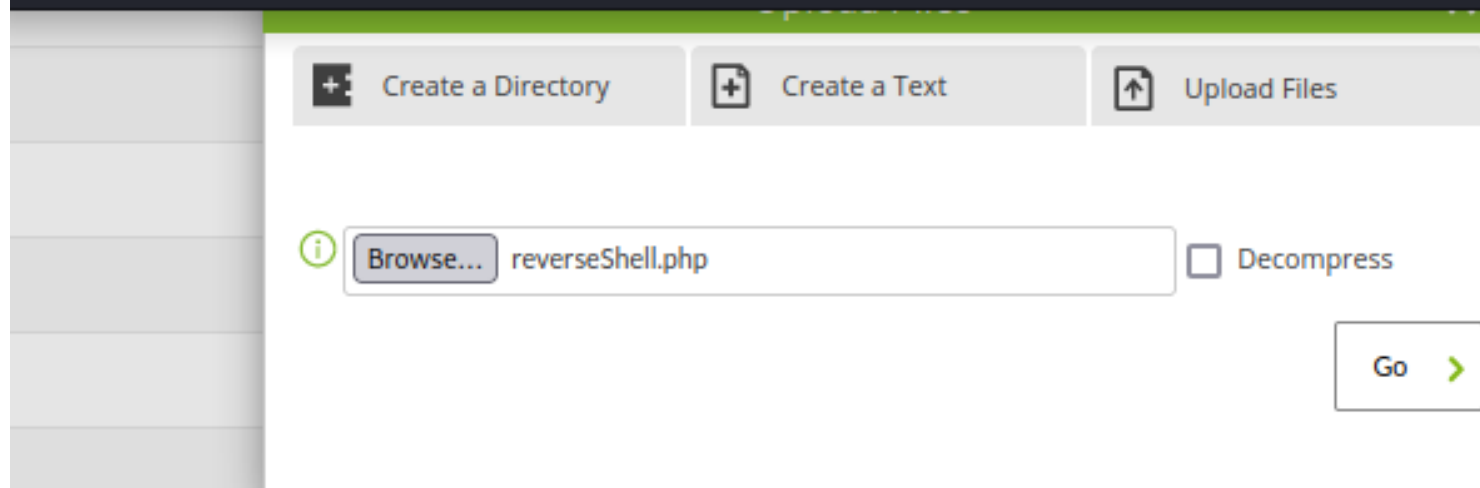 Create a Directory
Create a Text
Upload Files
Browse... reverseShell.php
Decompress
Go